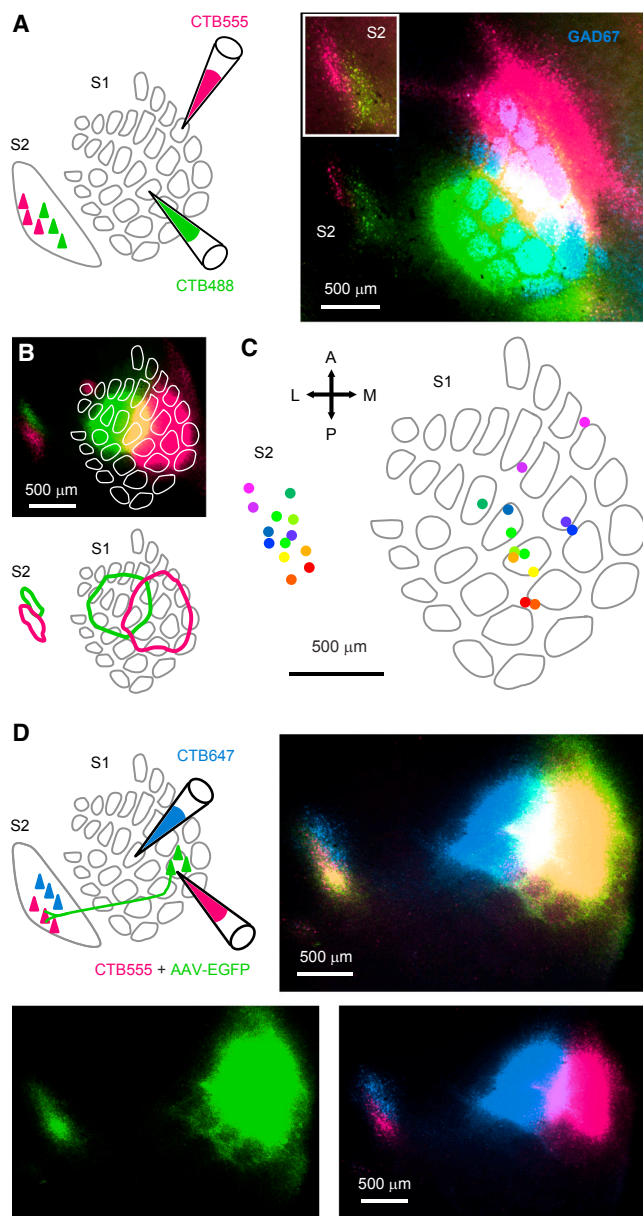 A
CTB555
S1
S2
CTB488
S2
GAD67
S2
500 µm
B
500 µm
S1
S2
C
A
L M
P
S1
S2
500 µm
D
S1
CTB647
S2
CTB555 + AAV-EGFP
500 µm
500 µm